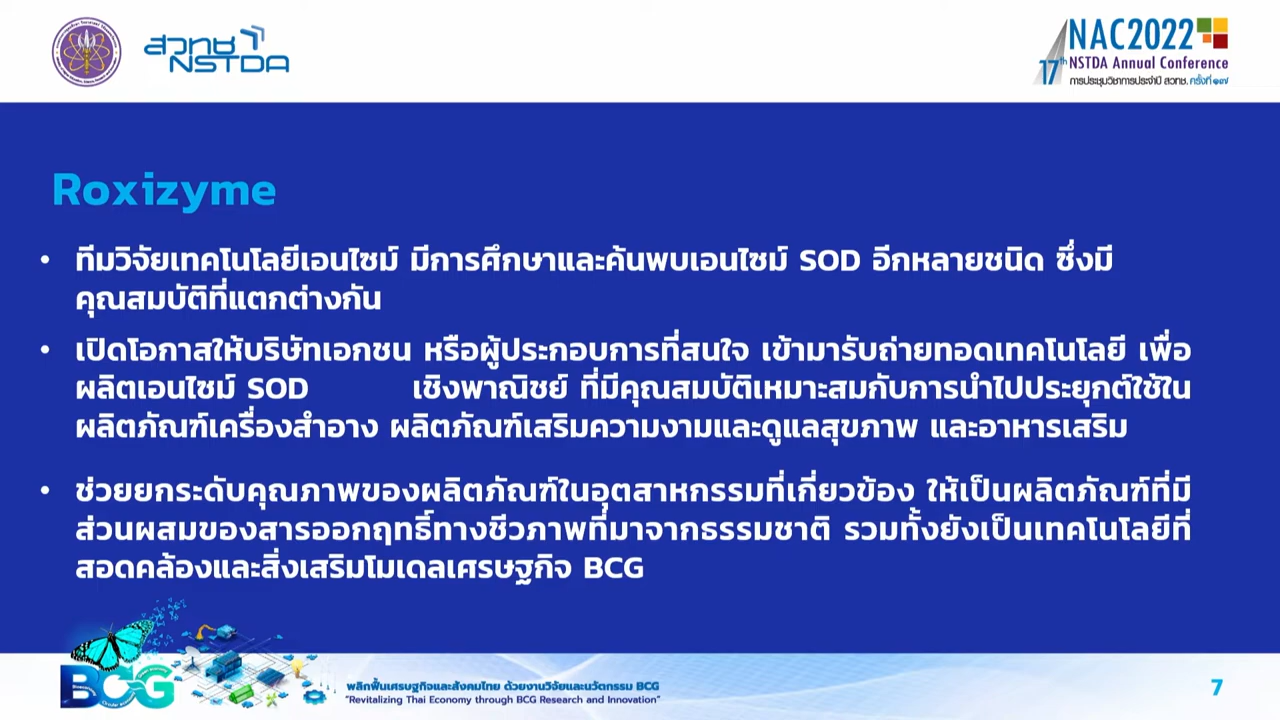 สวทช
NSTDA
NAC2022
17th NSTDA Annual Conference
การประชุมวิชาการประจำปี สวทช. ครั้งที่ ๑๗
Roxizyme
• ทีมวิจัยเทคโนโลยีเอนไซม์ มีการศึกษาและค้นพบเอนไซม์ SOD อีกหลายชนิด ซึ่งมี
คุณสมบัติที่แตกต่างกัน
• เปิดโอกาสให้บริษัทเอกชน หรือผู้ประกอบการที่สนใจ เข้ามารับถ่ายทอดเทคโนโลยี เพื่อ
ผลิตเอนไซม์ SOD เชิงพาณิชย์ ที่มีคุณสมบัติเหมาะสมกับการนำไปประยุกต์ใช้ใน
ผลิตภัณฑ์เครื่องสำอาง ผลิตภัณฑ์เสริมความงามและดูแลสุขภาพ และอาหารเสริม
• ช่วยยกระดับคุณภาพของผลิตภัณฑ์ในอุตสาหกรรมที่เกี่ยวข้อง ให้เป็นผลิตภัณฑ์ที่มี
ส่วนผสมของสารออกฤทธิ์ทางชีวภาพที่มาจากธรรมชาติ รวมทั้งยังเป็นเทคโนโลยีที่
สอดคล้องและสิ่งเสริมโมเดลเศรษฐกิจ BCG
BCG
พลิกฟื้นเศรษฐกิจและสังคมไทย ด้วยงานวิจัยและนวัตกรรม BCG
"Revitalizing Thai Economy through BCG Research and Innovation"
7